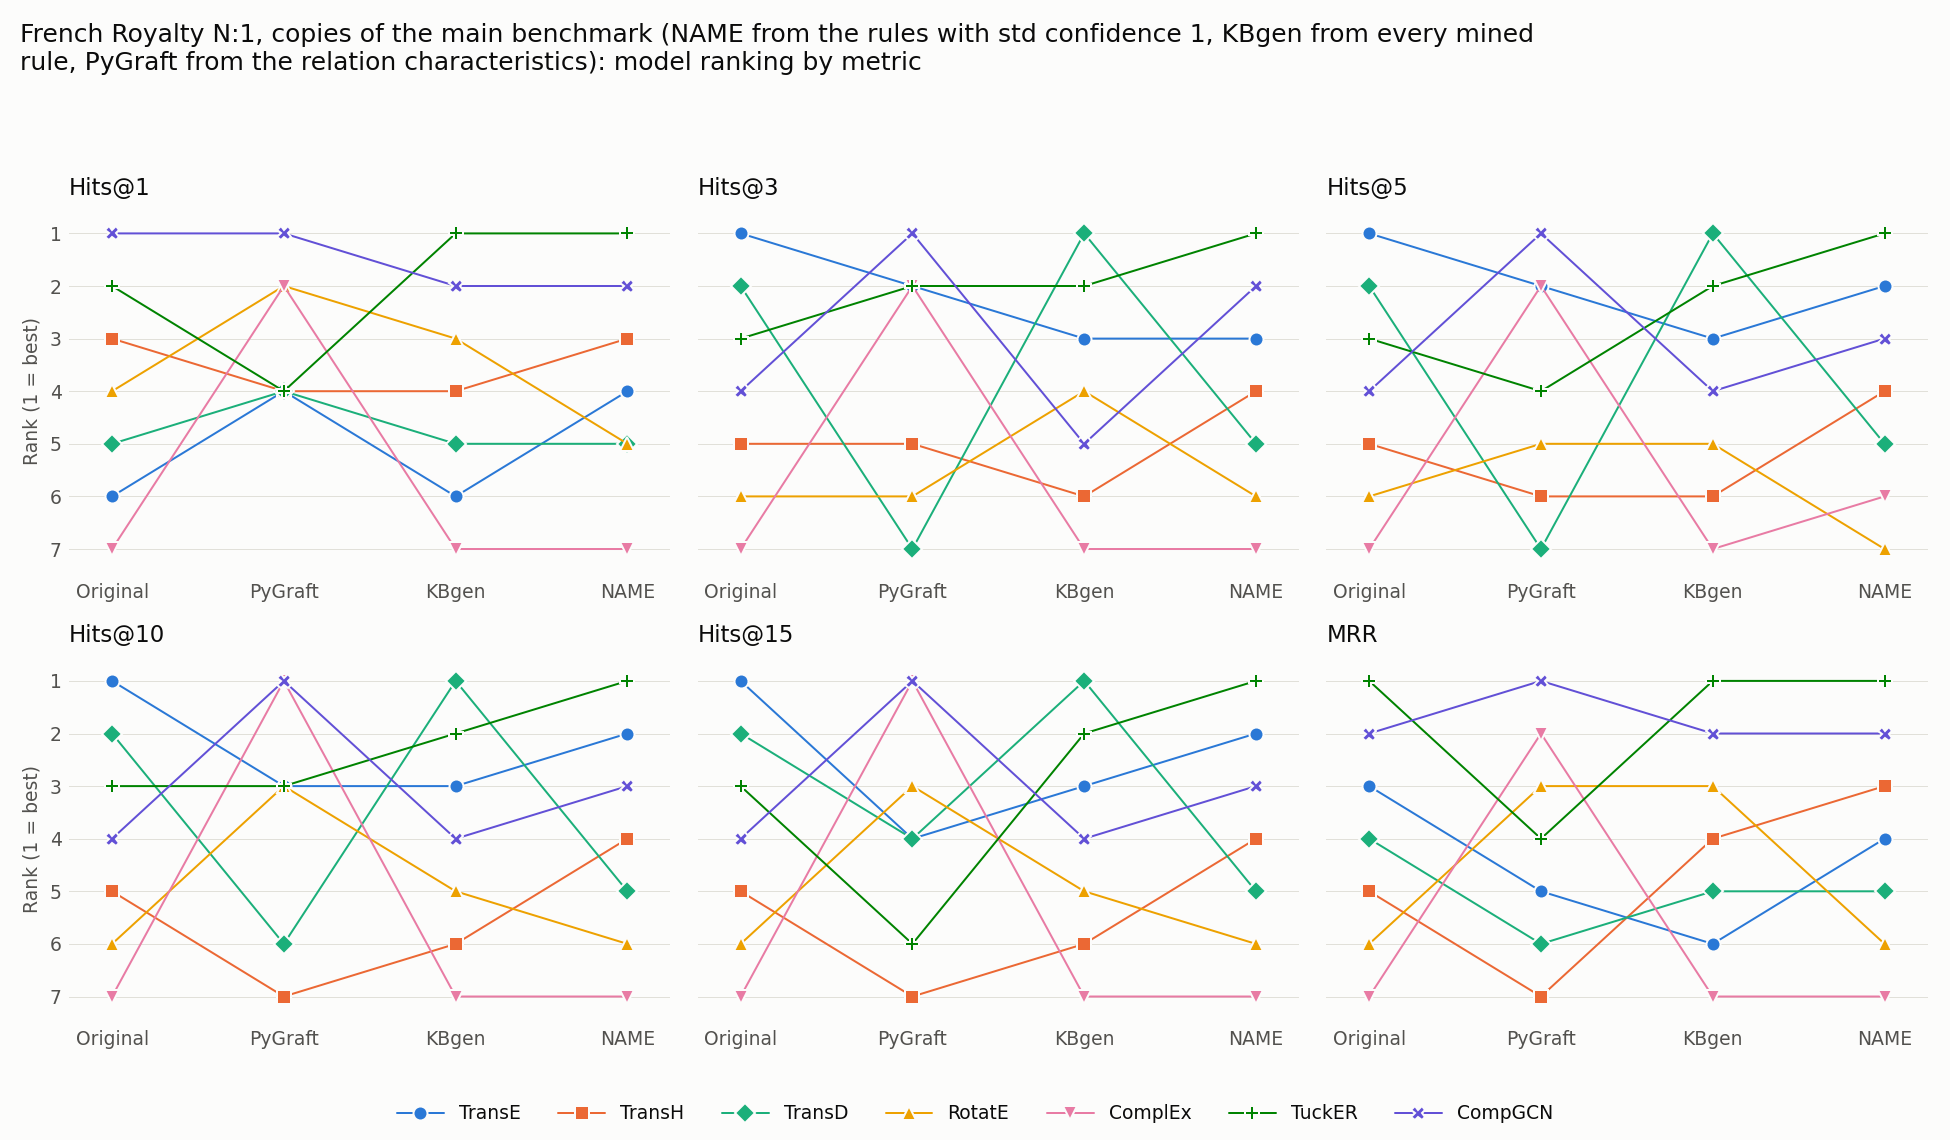 French Royalty N:1, copies of the main benchmark (NAME from the rules with std confidence 1, KBgen from every mined
rule, PyGraft from the relation characteristics): model ranking by metric
Hits@1
Hits@3
Hits@5
Rank (1 = best)
1
2
3
4
5
6
7
Original PyGraft KBgen NAME
Original PyGraft KBgen NAME
Original PyGraft KBgen NAME
Hits@10
Hits@15
MRR
Rank (1 = best)
1
2
3
4
5
6
7
Original PyGraft KBgen NAME
Original PyGraft KBgen NAME
Original PyGraft KBgen NAME
TransE TransH TransD RotatE ComplEx TuckER CompGCN